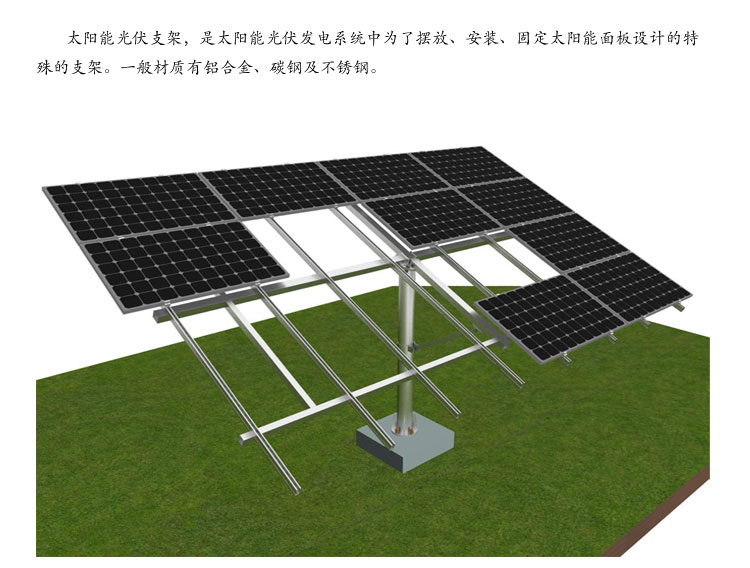 太阳能光伏支架，是太阳能光伏发电系统中为了摆放、安装、固定太阳能面板设计的特
殊的支架。一般材质有铝合金、碳钢及不锈钢。